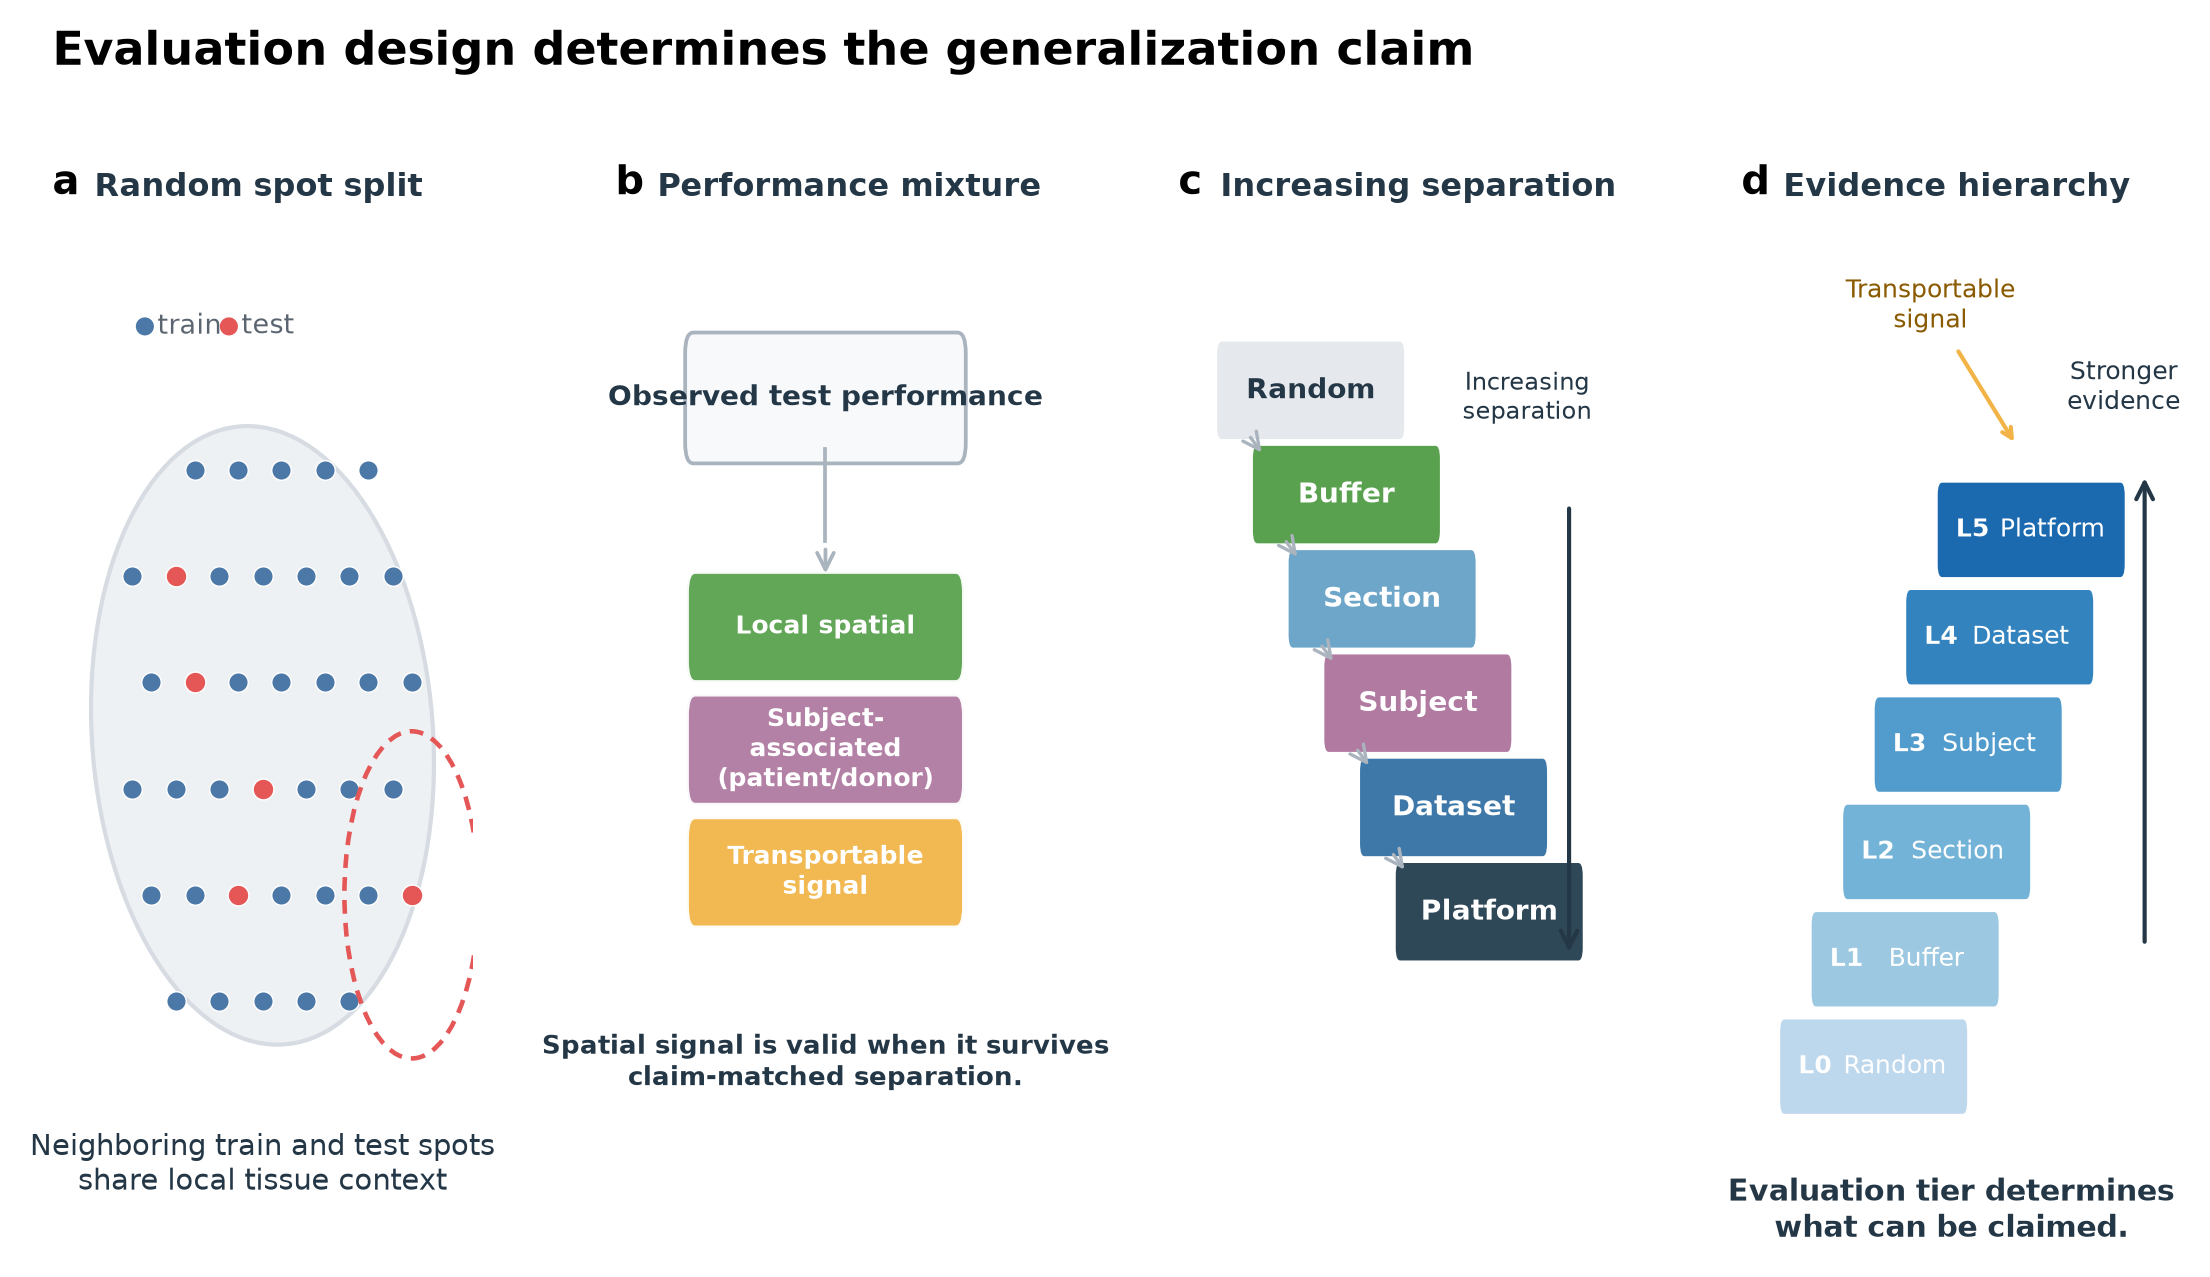 Evaluation design determines the generalization claim
a Random spot split
train test
Neighboring train and test spots
share local tissue context
b Performance mixture
Observed test performance
Local spatial
Subject-
associated
(patient/donor)
Transportable
signal
Spatial signal is valid when it survives
claim-matched separation.
c Increasing separation
Random
Increasing
separation
Buffer
Section
Subject
Dataset
Platform
d Evidence hierarchy
Transportable
signal
Stronger
evidence
L5 Platform
L4 Dataset
L3 Subject
L2 Section
L1 Buffer
L0 Random
Evaluation tier determines
what can be claimed.